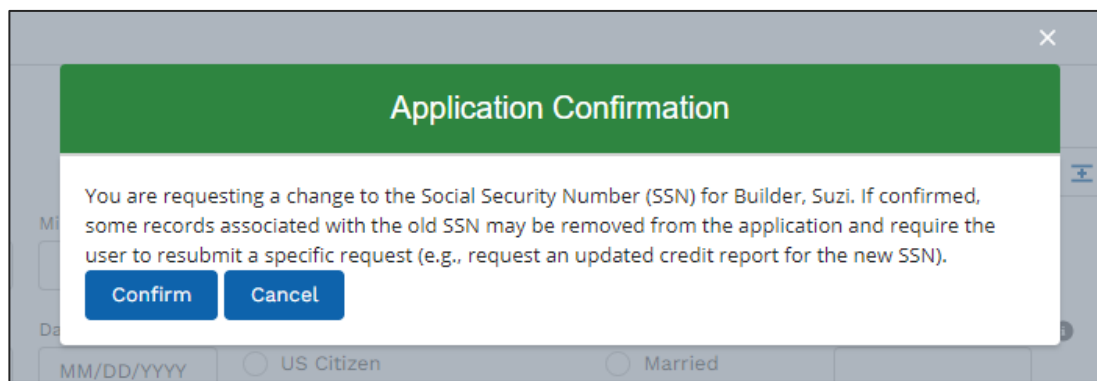 Application Confirmation
You are requesting a change to the Social Security Number (SSN) for Builder, Suzi. If confirmed,
some records associated with the old SSN may be removed from the application and require the
user to resubmit a specific request (e.g., request an updated credit report for the new SSN).
Confirm Cancel
MM/DD/YYYY US Citizen Married